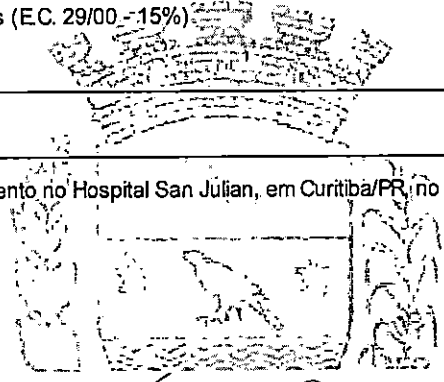 s (E.C. 29/00 - 15%)
ento no Hospital San Julian, em Curitiba/PR, no